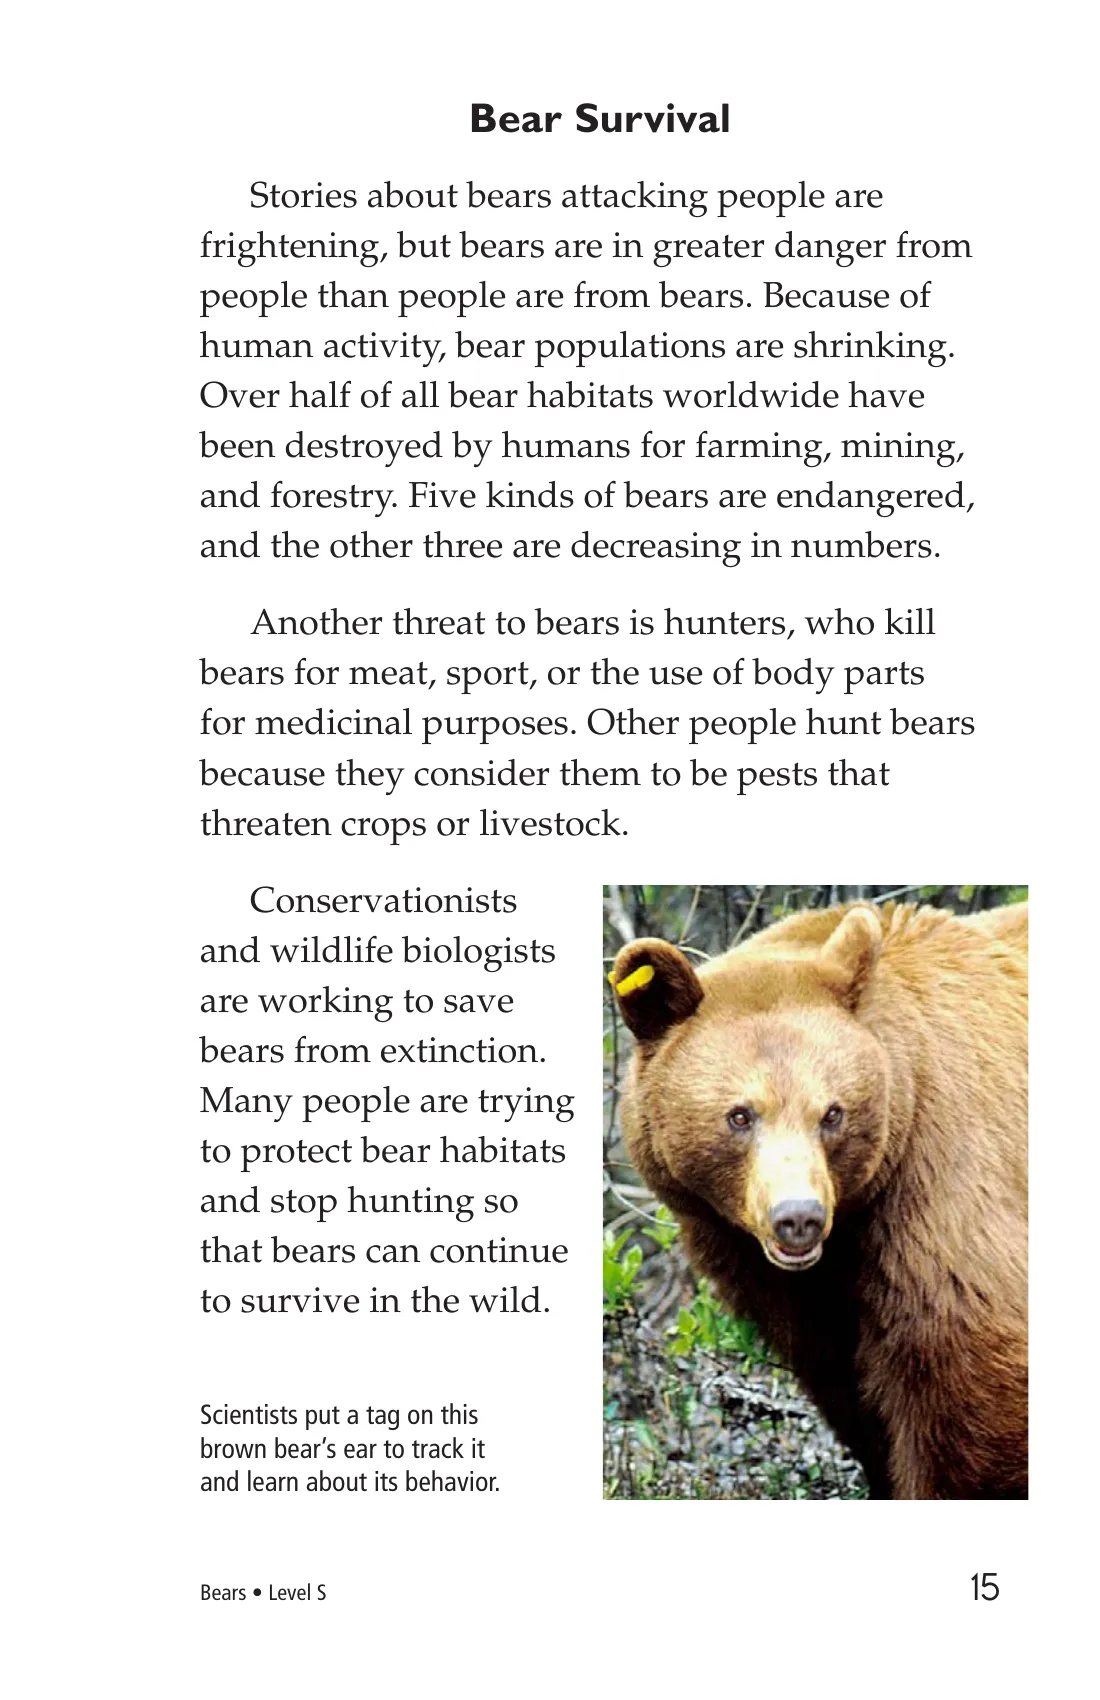 Bear Survival
Stories about bears attacking people are
frightening, but bears are in greater danger from
people than people are from bears. Because of
human activity, bear populations are shrinking.
Over half of all bear habitats worldwide have
been destroyed by humans for farming, mining,
and forestry. Five kinds of bears are endangered,
and the other three are decreasing in numbers.
Another threat to bears is hunters, who kill
bears for meat, sport, or the use of body parts
for medicinal purposes. Other people hunt bears
because they consider them to be pests that
threaten crops or livestock.
Conservationists
and wildlife biologists
are working to save
bears from extinction.
Many people are trying
to protect bear habitats
and stop hunting so
that bears can continue
to survive in the wild.
Scientists put a tag on this
brown bear’s ear to track it
and learn about its behavior.
Bears • Level S
15